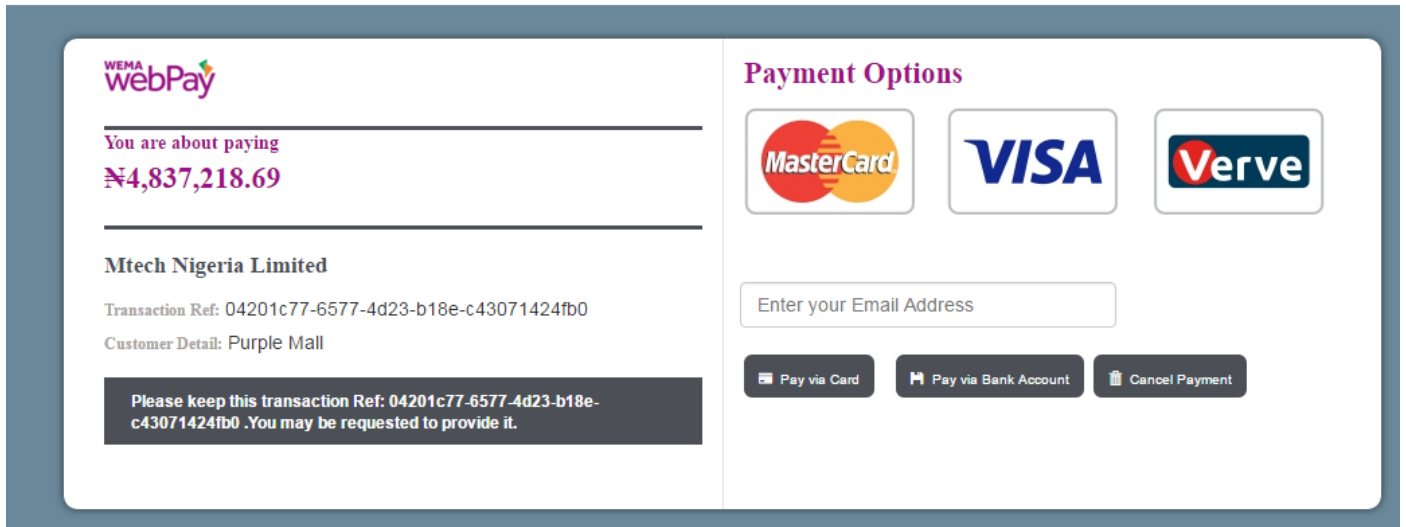 WEMA
webPay
You are about paying
₦4,837,218.69
Mtech Nigeria Limited
Transaction Ref: 04201c77-6577-4d23-b18e-c43071424fb0
Customer Detail: Purple Mall
Please keep this transaction Ref: 04201c77-6577-4d23-b18e-
c43071424fb0 .You may be requested to provide it.
Payment Options
MasterCard VISA Verve
Enter your Email Address
Pay via Card Pay via Bank Account Cancel Payment